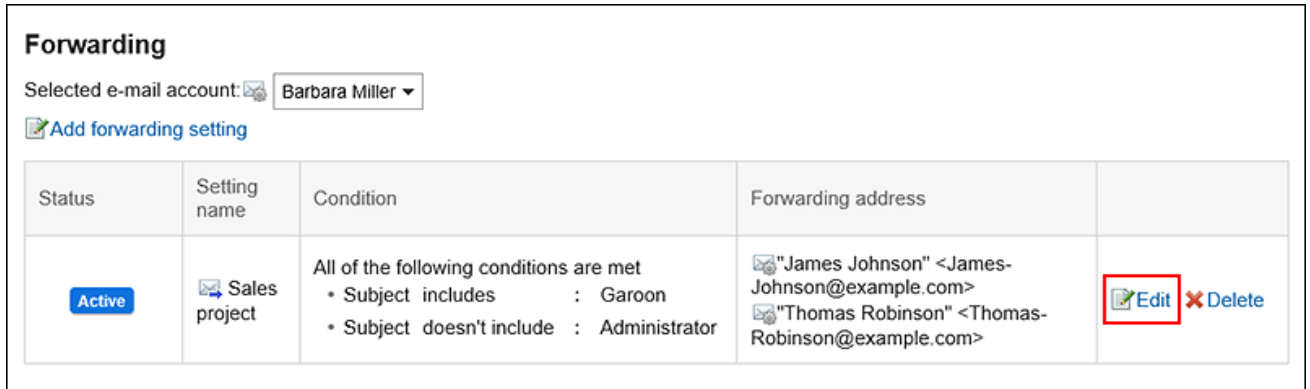 Forwarding
Selected e-mail account: Barbara Miller
Add forwarding setting
Status
Setting
name
Condition
Forwarding address
Active
Sales
project
All of the following conditions are met
• Subject includes : Garoon
• Subject doesn't include : Administrator
"James Johnson" <James-
Johnson@example.com>
"Thomas Robinson" <Thomas-
Robinson@example.com>
Edit
Delete